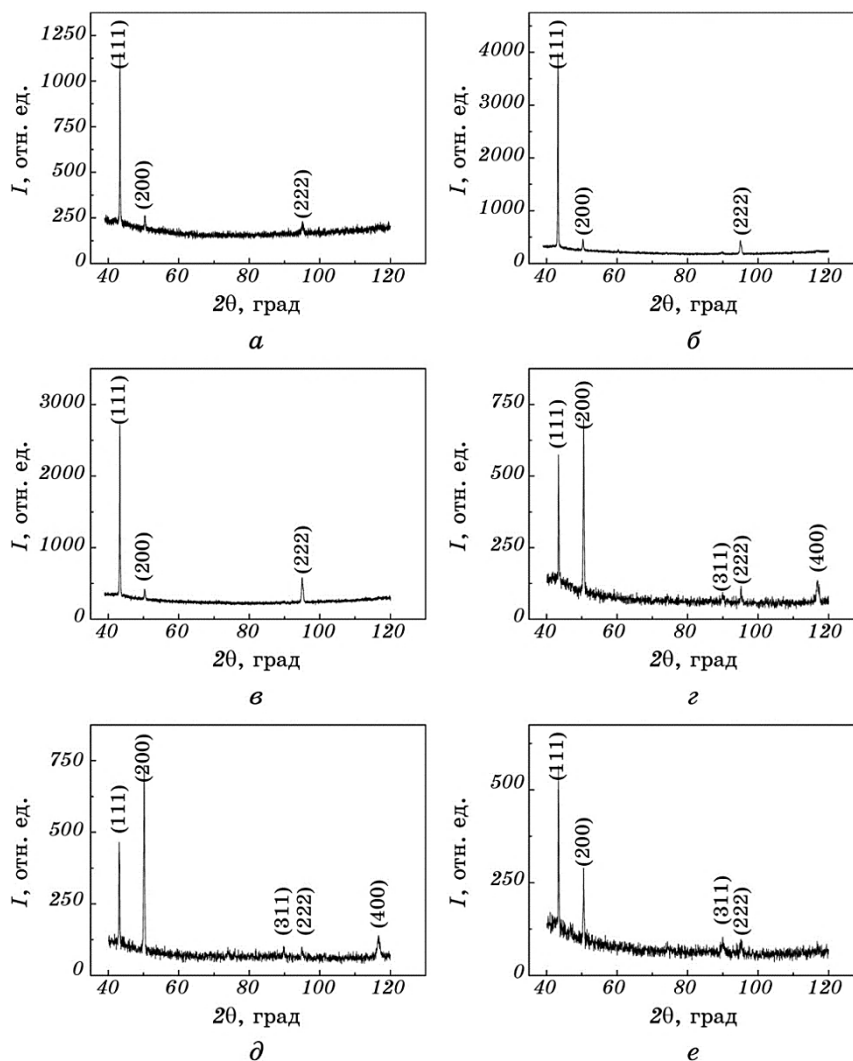 1250
1000
750
500
250
0
I, отн. ед.
(111)
(200)
(222)
40 60 80 100 120
2θ, град
а
4000
3000
2000
1000
0
I, отн. ед.
(111)
(200)
(222)
40 60 80 100 120
2θ, град
б
3000
2000
1000
0
I, отн. ед.
(111)
(200)
(222)
40 60 80 100 120
2θ, град
в
750
500
250
0
I, отн. ед.
(111)
(200)
(311)
(222)
(400)
40 60 80 100 120
2θ, град
г
750
500
250
0
I, отн. ед.
(111)
(200)
(311)
(222)
(400)
40 60 80 100 120
2θ, град
д
500
250
0
I, отн. ед.
(111)
(200)
(311)
(222)
40 60 80 100 120
2θ, град
е